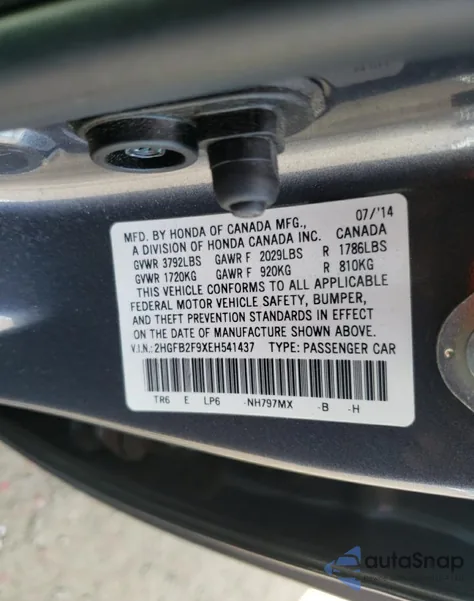 MFD. BY HONDA OF CANADA MFG., 07/'14
A DIVISION OF HONDA CANADA INC. CANADA
GVWR 3792LBS GAWR F 2029LBS R 1786LBS
GVWR 1720KG GAWR F 920KG R 810KG
THIS VEHICLE CONFORMS TO ALL APPLICABLE
FEDERAL MOTOR VEHICLE SAFETY, BUMPER,
AND THEFT PREVENTION STANDARDS IN EFFECT
ON THE DATE OF MANUFACTURE SHOWN ABOVE.
V.I.N.: 2HGFB2F9XEH541437 TYPE: PASSENGER CAR
TR6 E LP6 -NH797MX -B -H
autoSnap